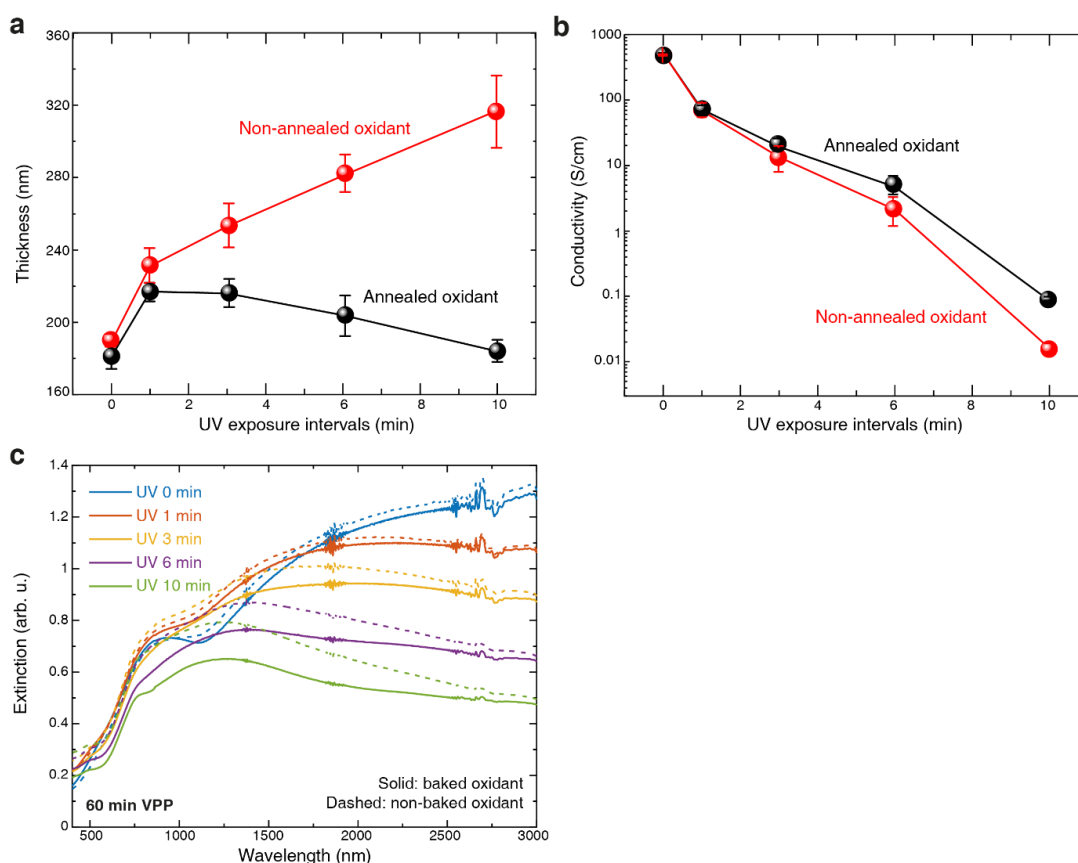 a
360
320
280
240
200
160
Thickness (nm)
Non-annealed oxidant
Annealed oxidant
0 2 4 6 8 10
UV exposure intervals (min)
b
1000
100
10
1
0.1
0.01
Conductivity (S/cm)
Annealed oxidant
Non-annealed oxidant
0 2 4 6 8 10
UV exposure intervals (min)
c
1.4
1.2
1
0.8
0.6
0.4
0.2
0
Extinction (arb. u.)
UV 0 min
UV 1 min
UV 3 min
UV 6 min
UV 10 min
Solid: baked oxidant
Dashed: non-baked oxidant
60 min VPP
500 1000 1500 2000 2500 3000
Wavelength (nm)